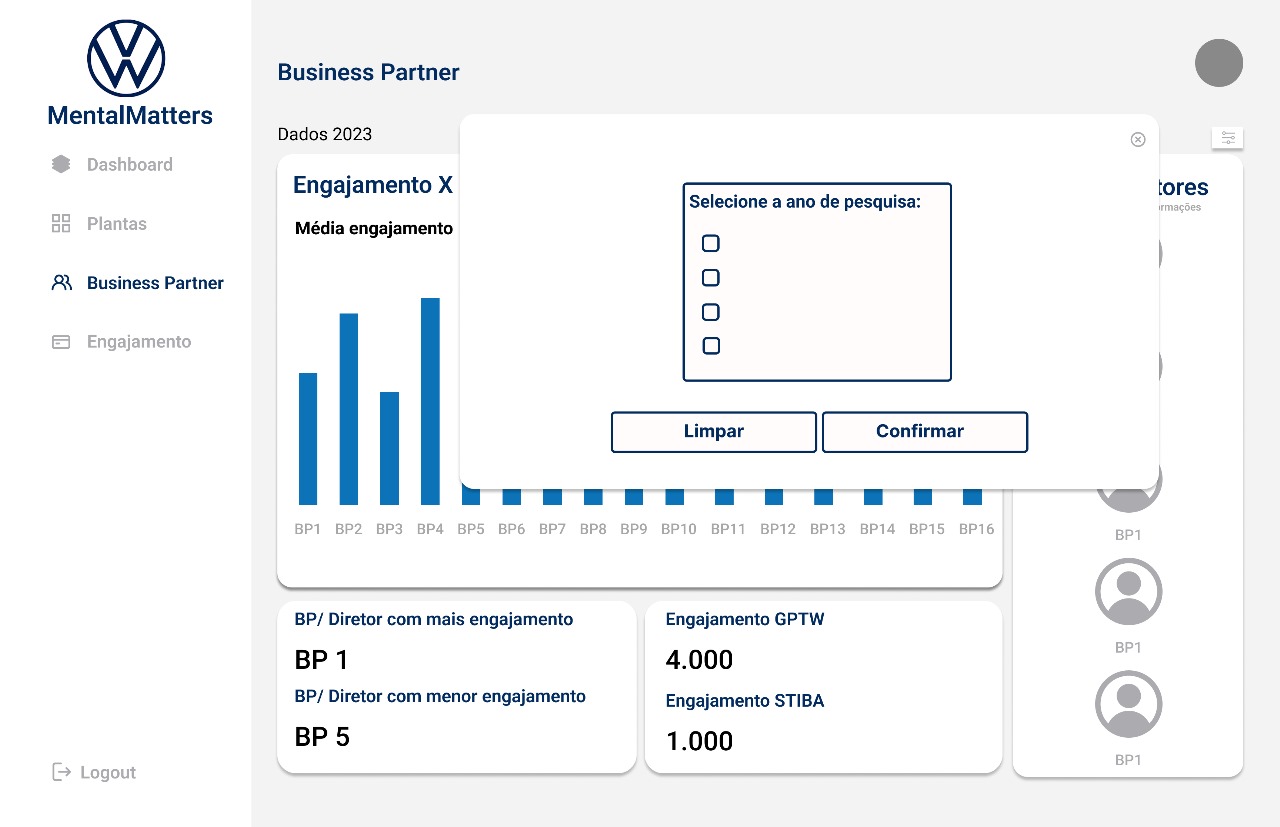 MentalMatters
Dashboard
Plantas
Business Partner
Engajamento
Logout
Business Partner
Dados 2023
Engajamento X
Média engajamento
Selecione a ano de pesquisa:
Limpar
Confirmar
BP1 BP2 BP3 BP4 BP5 BP6 BP7 BP8 BP9 BP10 BP11 BP12 BP13 BP14 BP15 BP16
BP/ Diretor com mais engajamento
BP 1
BP/ Diretor com menor engajamento
BP 5
Engajamento GPTW
4.000
Engajamento STIBA
1.000
tores
rmações
BP1
BP1
BP1